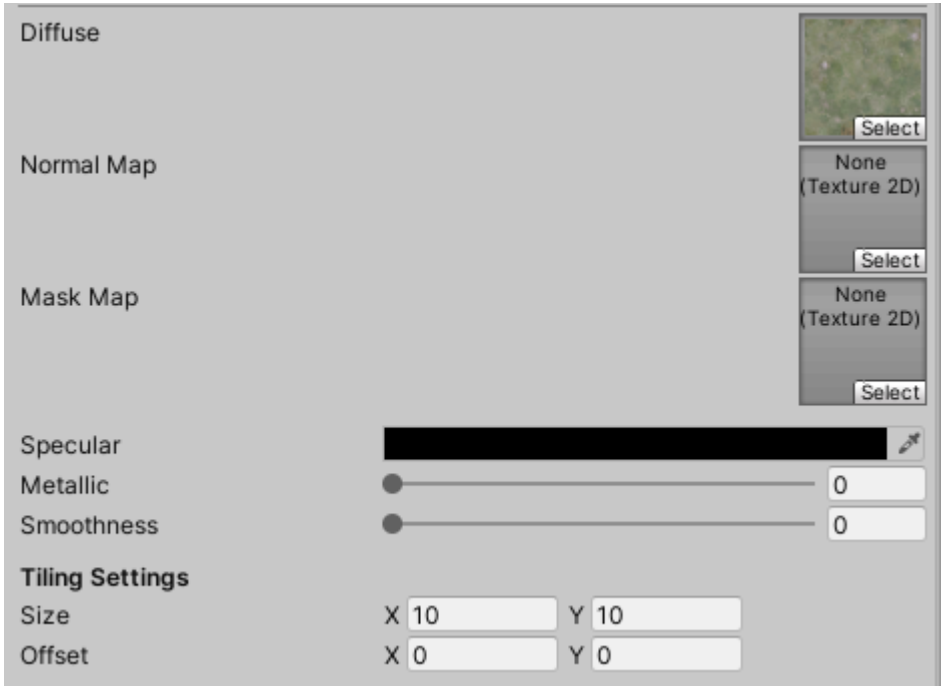 Diffuse
Select
Normal Map
None
(Texture 2D)
Select
Mask Map
None
(Texture 2D)
Select
Specular
Metallic 0
Smoothness 0
Tiling Settings
Size X 10 Y 10
Offset X 0 Y 0